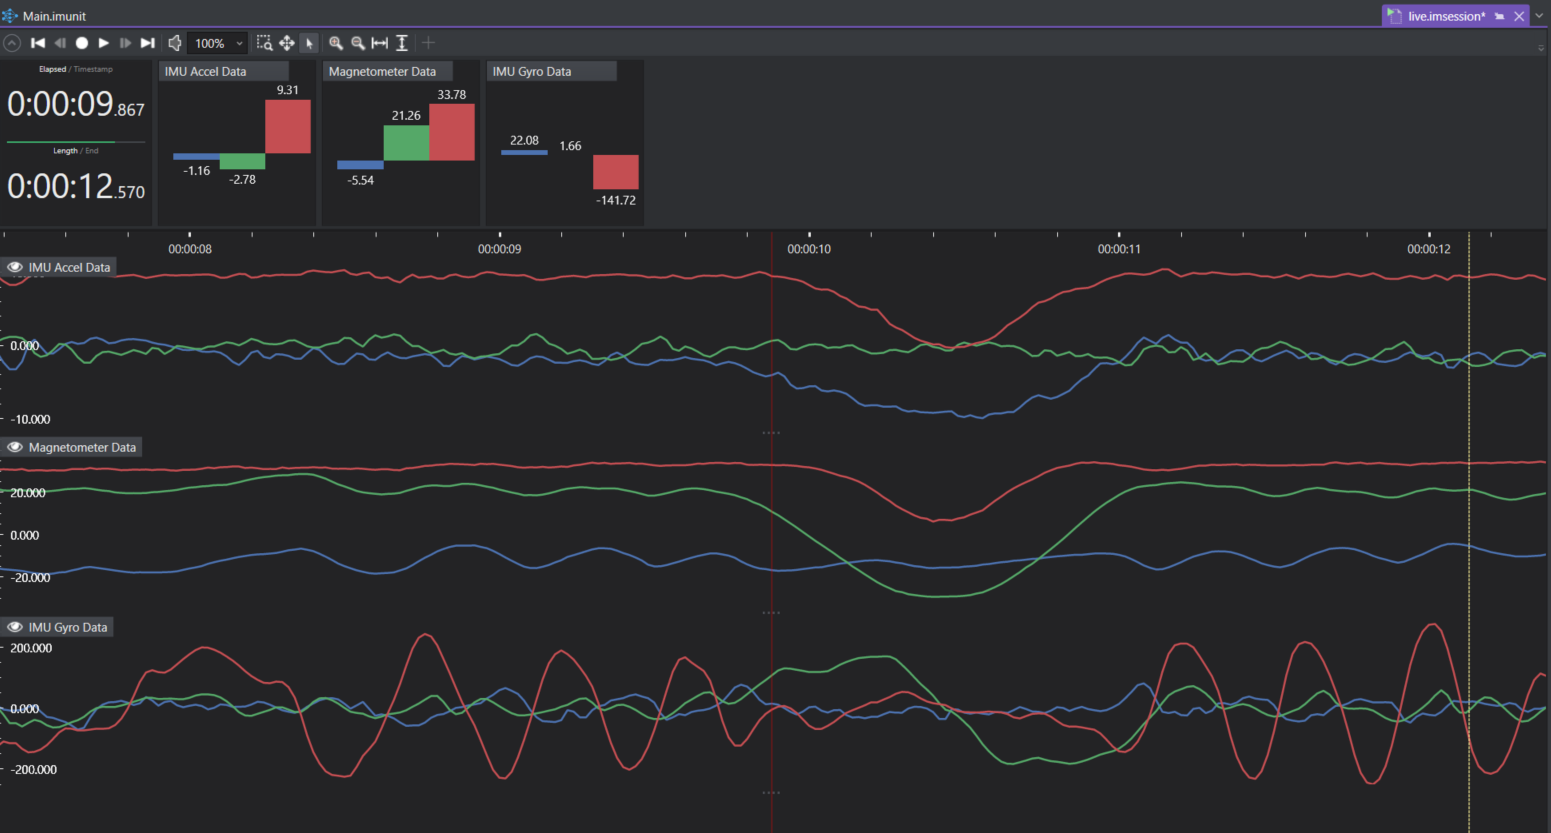 Main.imunit
live.imsession*
100%
Elapsed / Timestamp
0:00:09.867
Length / End
0:00:12.570
IMU Accel Data
9.31
-1.16
-2.78
Magnetometer Data
33.78
21.26
-5.54
IMU Gyro Data
22.08
1.66
-141.72
00:00:08
00:00:09
00:00:10
00:00:11
00:00:12
IMU Accel Data
0.000
-10.000
Magnetometer Data
20.000
0.000
-20.000
IMU Gyro Data
200.000
0.000
-200.000